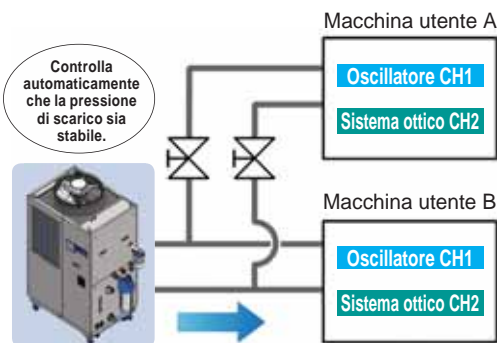 Macchina utente A
Controlla
automaticamente
che la pressione
di scarico sia
stabile.
Oscillatore CH1
Sistema ottico CH2
Macchina utente B
Oscillatore CH1
Sistema ottico CH2